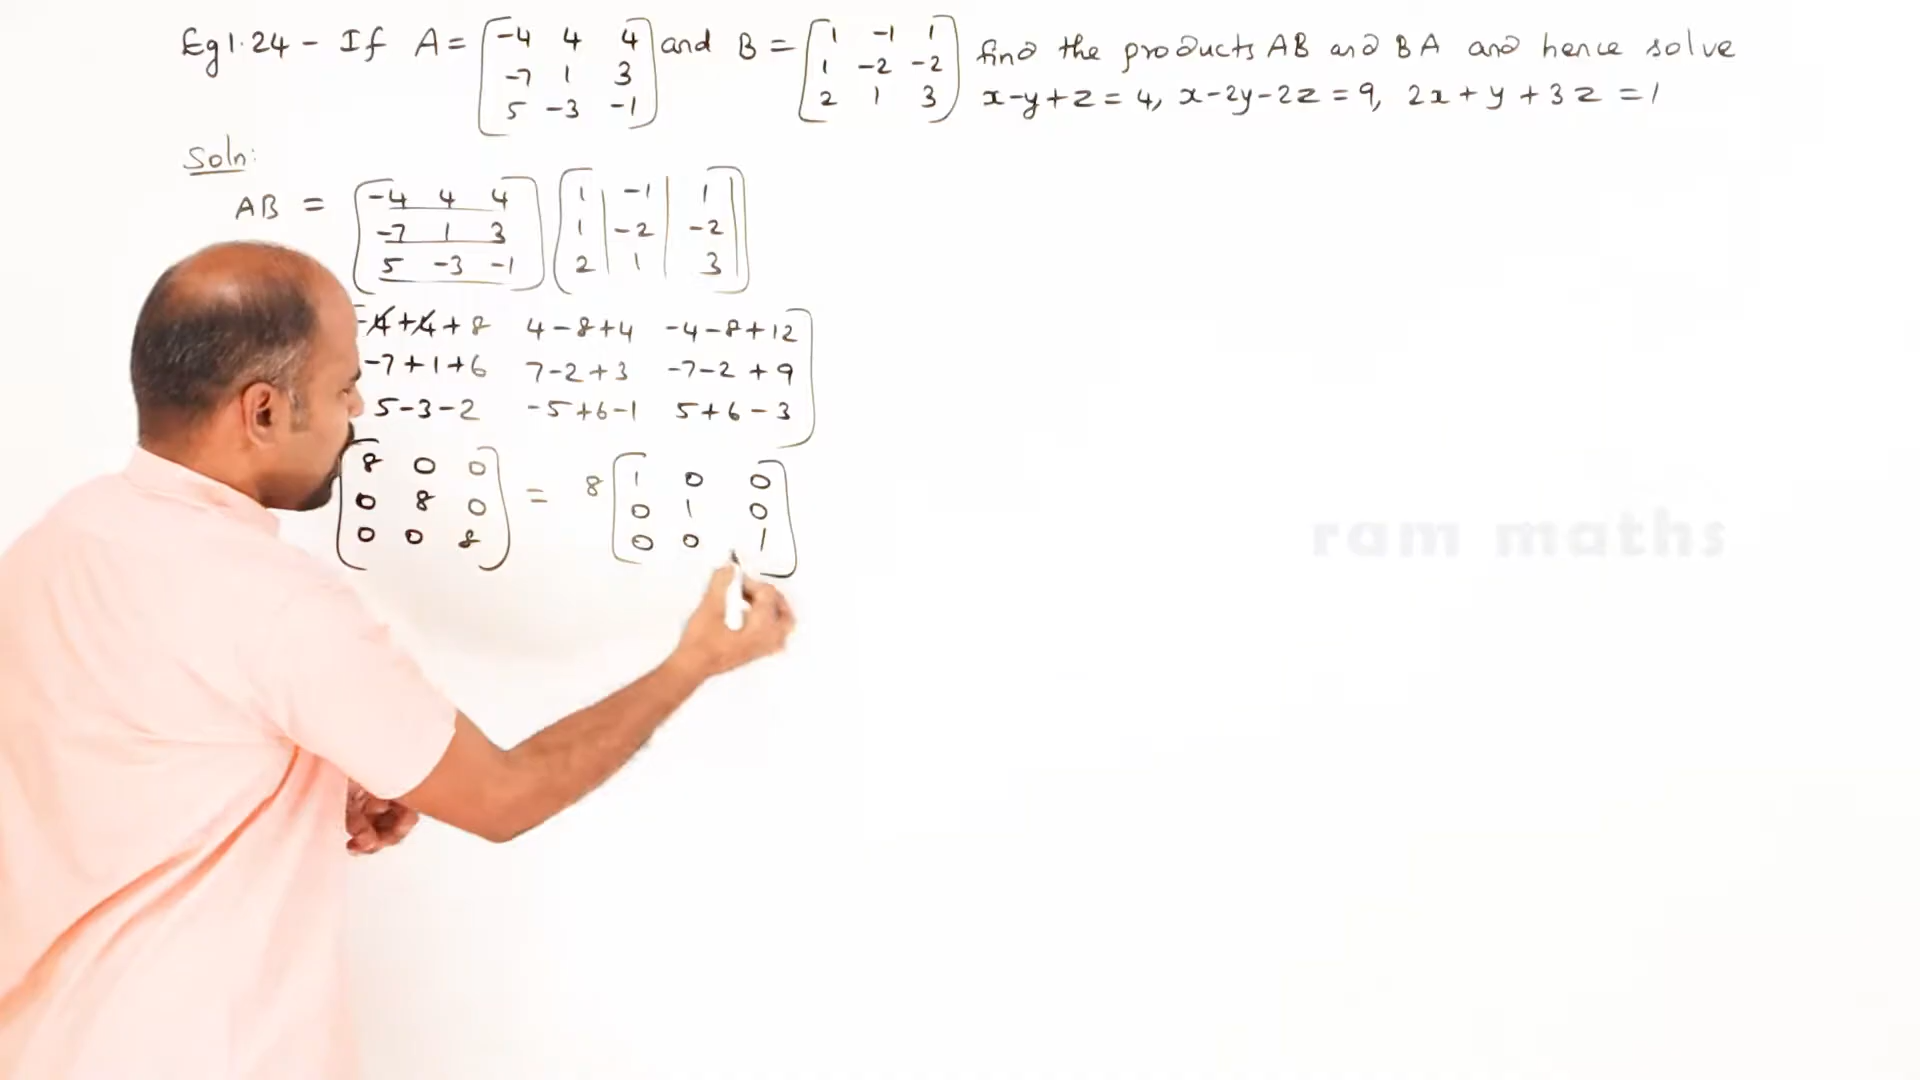 Eg 1.24 - If A = [ -4 4 4 ] and B = [ 1 -1 1 ] find the products AB and BA and hence solve
-7 1 3 1 -2 -2
5 -3 -1 2 1 3 x-y+z=4, x-2y-2z=9, 2x+y+3z=1
Soln:
AB = [ -4 4 4 ] [ 1 -1 1 ]
-7 1 3 1 -2 -2
5 -3 -1 2 1 3
-4+4+8 4-8+4 -4-8+12
-7+1+6 7-2+3 -7-2+9
5-3-2 -5+6-1 5+6-3
8 0 0 = 8 [ 1 0 0 ]
0 8 0 0 1 0
0 0 8 0 0 1
ram maths